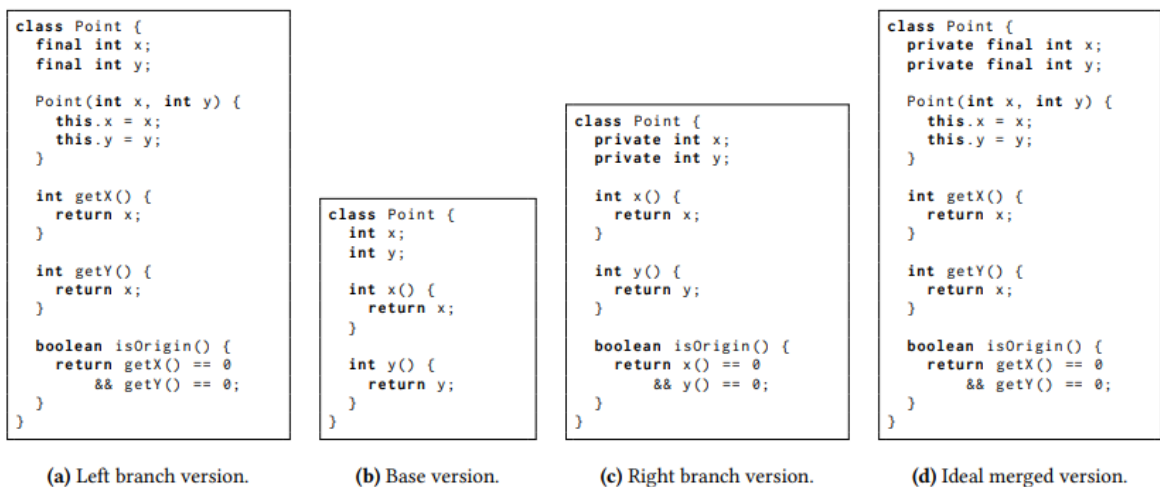 class Point {
  final int x;
  final int y;

  Point(int x, int y) {
    this.x = x;
    this.y = y;
  }

  int getX() {
    return x;
  }

  int getY() {
    return x;
  }

  boolean isOrigin() {
    return getX() == 0
        && getY() == 0;
  }
}
(a) Left branch version.
class Point {
  int x;
  int y;

  int x() {
    return x;
  }

  int y() {
    return y;
  }
}
(b) Base version.
class Point {
  private int x;
  private int y;

  int x() {
    return x;
  }

  int y() {
    return y;
  }

  boolean isOrigin() {
    return x() == 0
        && y() == 0;
  }
}
(c) Right branch version.
class Point {
  private final int x;
  private final int y;

  Point(int x, int y) {
    this.x = x;
    this.y = y;
  }

  int getX() {
    return x;
  }

  int getY() {
    return x;
  }

  boolean isOrigin() {
    return getX() == 0
        && getY() == 0;
  }
}
(d) Ideal merged version.